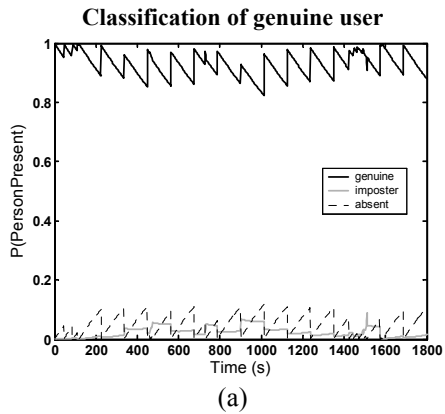 Classification of genuine user
P(PersonPresent)
1
0.8
0.6
0.4
0.2
0
genuine
imposter
absent
0 200 400 600 800 1000 1200 1400 1600 1800
Time (s)
(a)